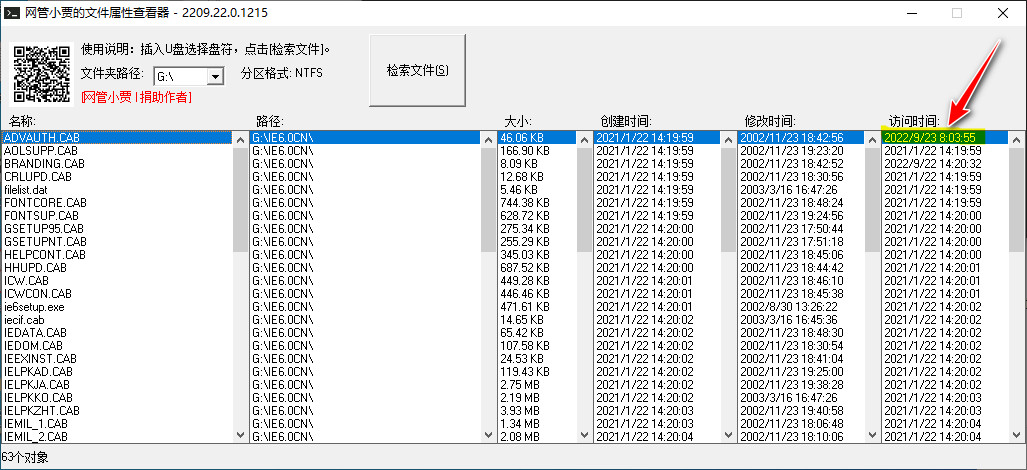 网管小贾的文件属性查看器 - 2209.22.0.1215
使用说明：插入U盘选择盘符，点击[检索文件]。
文件夹路径: G:\ 分区格式: NTFS
[网管小贾 | 捐助作者]
检索文件(S)
名称: 路径: 大小: 创建时间: 修改时间: 访问时间:
ADVAUTH.CAB G:\IE6.0CN\ 46.06 KB 2021/1/22 14:19:59 2002/11/23 18:42:56 2022/9/23 8:03:55
AOLSUPP.CAB G:\IE6.0CN\ 166.90 KB 2021/1/22 14:19:59 2002/11/23 19:23:20 2021/1/22 14:19:59
BRANDING.CAB G:\IE6.0CN\ 8.09 KB 2021/1/22 14:19:59 2002/11/23 18:42:52 2022/9/22 14:20:32
CRLUPD.CAB G:\IE6.0CN\ 12.68 KB 2021/1/22 14:19:59 2002/11/23 18:30:56 2021/1/22 14:19:59
filelist.dat G:\IE6.0CN\ 5.46 KB 2021/1/22 14:19:59 2003/3/16 16:47:26 2021/1/22 14:19:59
FONTCORE.CAB G:\IE6.0CN\ 744.38 KB 2021/1/22 14:19:59 2002/11/23 18:48:24 2021/1/22 14:19:59
FONTSUP.CAB G:\IE6.0CN\ 628.72 KB 2021/1/22 14:19:59 2002/11/23 19:24:56 2021/1/22 14:20:00
GSETUP95.CAB G:\IE6.0CN\ 275.34 KB 2021/1/22 14:20:00 2002/11/23 17:50:44 2021/1/22 14:20:00
GSETUPNT.CAB G:\IE6.0CN\ 255.29 KB 2021/1/22 14:20:00 2002/11/23 17:51:18 2021/1/22 14:20:00
HELPCONT.CAB G:\IE6.0CN\ 345.03 KB 2021/1/22 14:20:00 2002/11/23 18:45:06 2021/1/22 14:20:00
HHUPD.CAB G:\IE6.0CN\ 687.52 KB 2021/1/22 14:20:00 2002/11/23 18:44:42 2021/1/22 14:20:01
ICW.CAB G:\IE6.0CN\ 449.28 KB 2021/1/22 14:20:01 2002/11/23 18:46:10 2021/1/22 14:20:01
ICWCON.CAB G:\IE6.0CN\ 446.46 KB 2021/1/22 14:20:01 2002/11/23 18:45:38 2021/1/22 14:20:01
ie6setup.exe G:\IE6.0CN\ 471.61 KB 2021/1/22 14:20:01 2002/8/30 13:26:22 2021/1/22 14:20:02
iecif.cab G:\IE6.0CN\ 14.65 KB 2021/1/22 14:20:02 2003/3/16 16:45:36 2021/1/22 14:20:02
IEDATA.CAB G:\IE6.0CN\ 65.42 KB 2021/1/22 14:20:02 2002/11/23 18:48:30 2021/1/22 14:20:02
IEDOM.CAB G:\IE6.0CN\ 107.58 KB 2021/1/22 14:20:02 2002/11/23 18:30:54 2021/1/22 14:20:02
IEEXINST.CAB G:\IE6.0CN\ 24.53 KB 2021/1/22 14:20:02 2002/11/23 18:41:04 2021/1/22 14:20:02
IELPKAD.CAB G:\IE6.0CN\ 119.43 KB 2021/1/22 14:20:02 2002/11/23 19:25:00 2021/1/22 14:20:02
IELPKJA.CAB G:\IE6.0CN\ 2.75 MB 2021/1/22 14:20:02 2002/11/23 19:38:28 2021/1/22 14:20:02
IELPKKO.CAB G:\IE6.0CN\ 2.19 MB 2021/1/22 14:20:02 2003/3/16 16:47:26 2021/1/22 14:20:03
IELPKZHT.CAB G:\IE6.0CN\ 3.93 MB 2021/1/22 14:20:03 2002/11/23 19:40:58 2021/1/22 14:20:03
IEMIL_1.CAB G:\IE6.0CN\ 1.34 MB 2021/1/22 14:20:03 2002/11/23 18:06:48 2021/1/22 14:20:04
IEMIL_2.CAB G:\IE6.0CN\ 2.08 MB 2021/1/22 14:20:04 2002/11/23 18:10:06 2021/1/22 14:20:04
63个对象